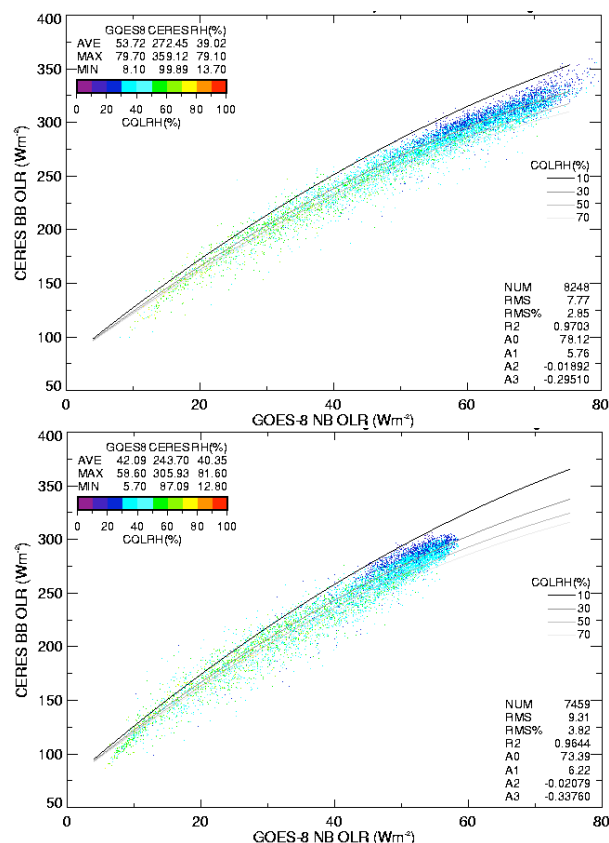 GOES8 CERES RH(%)
AVE 53.72 272.45 39.02
MAX 79.70 359.12 79.10
MIN 8.10 99.89 13.70
0 20 40 60 80 100
COLRH(%)
400
350
300
250
200
150
100
50
CERES BB OLR (Wm-2)
COLRH(%)
10
30
50
70
NUM 8248
RMS 7.77
RMS% 2.85
R2 0.9703
A0 78.12
A1 5.76
A2 -0.01892
A3 -0.29510
0 20 40 60 80
GOES-8 NB OLR (Wm-2)
GOES8 CERES RH(%)
AVE 42.09 243.70 40.35
MAX 58.60 305.93 81.60
MIN 5.70 87.09 12.80
0 20 40 60 80 100
COLRH(%)
400
350
300
250
200
150
100
50
CERES BB OLR (Wm-2)
COLRH(%)
10
30
50
70
NUM 7459
RMS 9.31
RMS% 3.82
R2 0.9644
A0 73.39
A1 6.22
A2 -0.02079
A3 -0.33760
0 20 40 60 80
GOES-8 NB OLR (Wm-2)